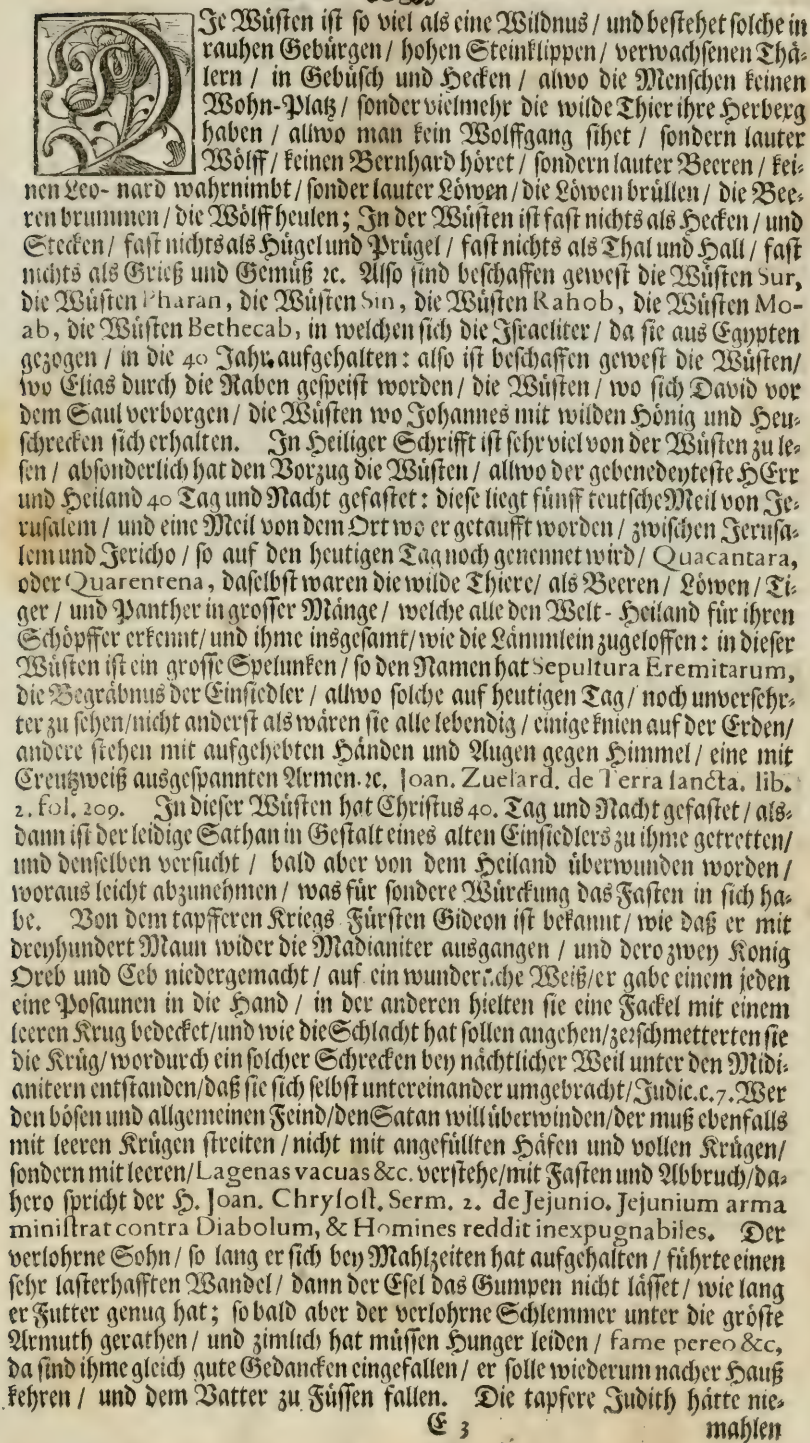 DJe Wüsten ist so viel als eine Wildnus / und bestehet solche in
rauhen Gebürgen / hohen Steinklippen / verwachsenen Thä-
lern / in Gebüsch und Hecken / alwo die Menschen keinen
Wohn-Platz / sonder vielmehr die wilde Thier ihre Herberg
haben / allwo man kein Wolffgang sihet / sondern lauter
Wölff / keinen Bernhard höret / sondern lauter Beeren / kei-
nen Leo-nard wahrnimbt / sonder lauter Löwen / die Löwen brüllen / die Bee-
ren brummen / die Wölff heulen; Jn der Wüsten ist fast nichts als Hecken / und
Stecken / fast nichts als Hügel und Prügel / fast nichts als Thal und Hall / fast
nichts als Grieß und Gemüß ꝛc. Also sind beschaffen gewest die Wüsten Sur,
die Wüsten Pharan, die Wüsten Sin, die Wüsten Rahob, die Wüsten Mo-
ab, die Wüsten Bethecab, in welchen sich die Jsraeliter / da sie aus Egypten
gezogen / in die 40 Jahr aufgehalten: also ist beschaffen gewest die Wüsten /
wo Elias durch die Raben gespeist worden / die Wüsten / wo sich David vor
dem Saul verborgen / die Wüsten wo Johannes mit wilden Hönig und Heu-
schrecken sich erhalten. Jn Heiliger Schrifft ist sehr viel von der Wüsten zu le-
sen / absonderlich hat den Vorzug die Wüsten / allwo der gebenedeyteste HErr
und Heiland 40 Tag und Nacht gefastet: diese liegt fünff teutsche Meil von Je-
rusalem / und eine Meil von dem Ort wo er getaufft worden / zwischen Jerusa-
lem und Jericho / so auf den heutigen Tag noch genennet wird / Quacantara,
oder Quarentena, daselbst waren die wilde Thiere / als Beeren / Löwen / Ti-
ger / und Panther in grosser Mänge / welche alle den Welt-Heiland für ihren
Schöpffer erkennt / und ihme insgesamt / wie die Lämmlein zugeloffen: in dieser
Wüsten ist ein grosse Spelunken / so den Namen hat Sepultura Eremitarum,
die Begräbnus der Einsiedler / allwo solche auf heutigen Tag / noch unversehr-
ter zu sehen / nicht anderst als wären sie alle lebendig / einige knien auf der Erden /
andere stehen mit aufgehebten Händen und Augen gegen Himmel / eine mit
Creutzweiß ausgespannten Armen. ꝛc. Joan. Zuelard. de Terra sancta. lib.
2. fol. 209. Jn dieser Wüsten hat Christus 40. Tag und Nacht gefastet / als-
dann ist der leidige Sathan in Gestalt eines alten Einsiedlers zu ihme getretten /
und denselben versucht / bald aber von dem Heiland überwunden worden /
woraus leicht abzunehmen / was für sondere Würckung das Fasten in sich ha-
be. Von dem tapfferen Kriegs Fürsten Gideon ist bekannt / wie daß er mit
dreyhundert Mann wider die Madianiter ausgangen / und dero zwey König
Oreb und Eeb niedergemacht / auf ein wunderliche Weiß / er gabe einem jeden
eine Posaunen in die Hand / in der anderen hielten sie eine Fackel mit einem
leeren Krug bedecket / und wie die Schlacht hat sollen angehen / zerschmetterten sie
die Krüg / wordurch ein solcher Schrecken bey nächtlicher Weil unter den Midi-
anitern entstanden / daß sie sich selbst untereinander umgebracht / Judic. c. 7. Wer
den bösen und allgemeinen Feind / den Satan will überwinden / der muß ebenfalls
mit leeren Krügen streiten / nicht mit angefüllten Häfen und vollen Krügen /
sondern mit leeren / Lagenas vacuas &c. verstehe / mit Fasten und Abbruch / da-
hero spricht der H. Joan. Chrysost. Serm. 2. de Jejunio. Jejunium arma
ministrat contra Diabolum, & Homines reddit inexpugnabiles. Der
verlohrne Sohn / so lang er sich bey Mahlzeiten hat aufgehalten / führte einen
sehr lasterhafften Wandel / dann der Esel das Gumpen nicht lässet / wie lang
er Futter genug hat; so bald aber der verlohrne Schlemmer unter die gröste
Armuth gerathen / und zimlich hat müssen Hunger leiden / fame pereo &c,
da sind ihme gleich gute Gedancken eingefallen / er solle wiederum nacher Hauß
kehren / und dem Vatter zu Füssen fallen. Die tapfere Judith hätte nie-
E 3 mahlen